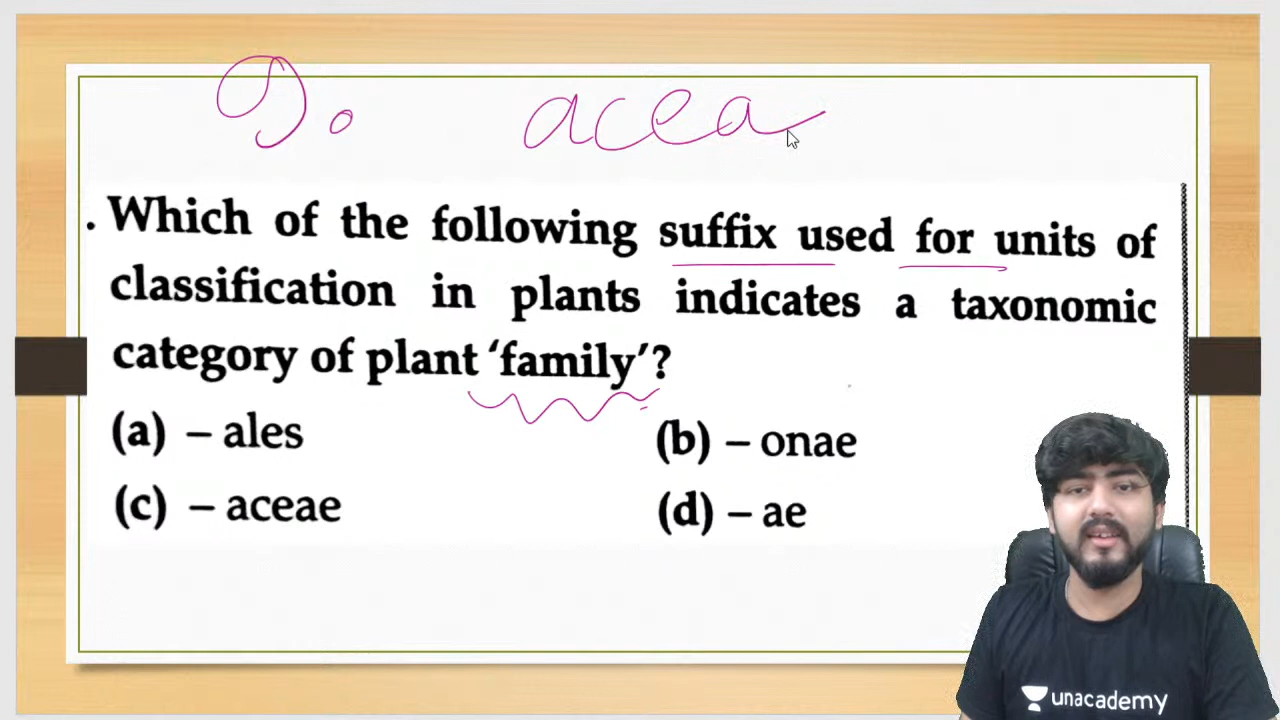 acea
. Which of the following suffix used for units of
classification in plants indicates a taxonomic
category of plant ‘family’?
(a) – ales (b) – onae
(c) – aceae (d) – ae
unacademy